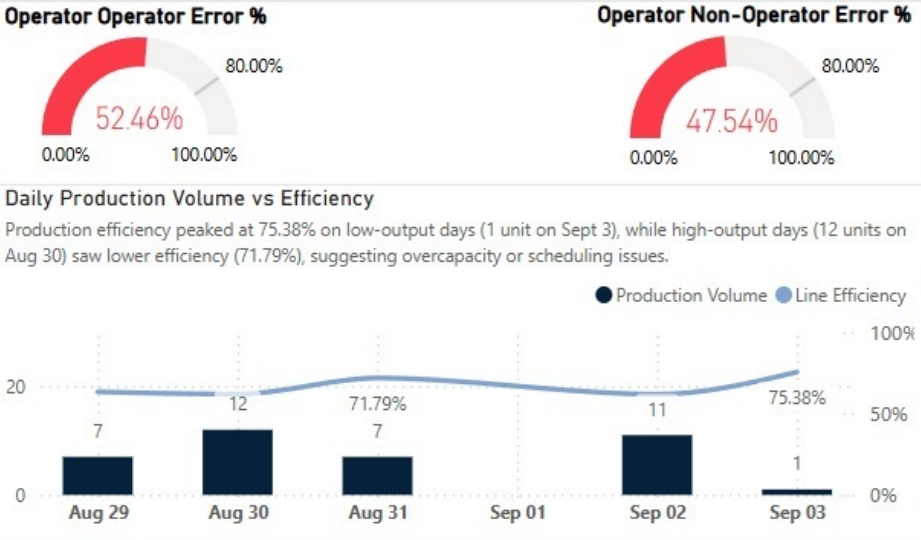 Operator Operator Error %
Operator Non-Operator Error %
80.00%
52.46%
0.00%
100.00%
80.00%
47.54%
0.00%
100.00%
Daily Production Volume vs Efficiency
Production efficiency peaked at 75.38% on low-output days (1 unit on Sept 3), while high-output days (12 units on
Aug 30) saw lower efficiency (71.79%), suggesting overcapacity or scheduling issues.
Production Volume Line Efficiency
100%
20
12
71.79%
11
75.38%
50%
7
7
1
0
0%
Aug 29 Aug 30 Aug 31 Sep 01 Sep 02 Sep 03